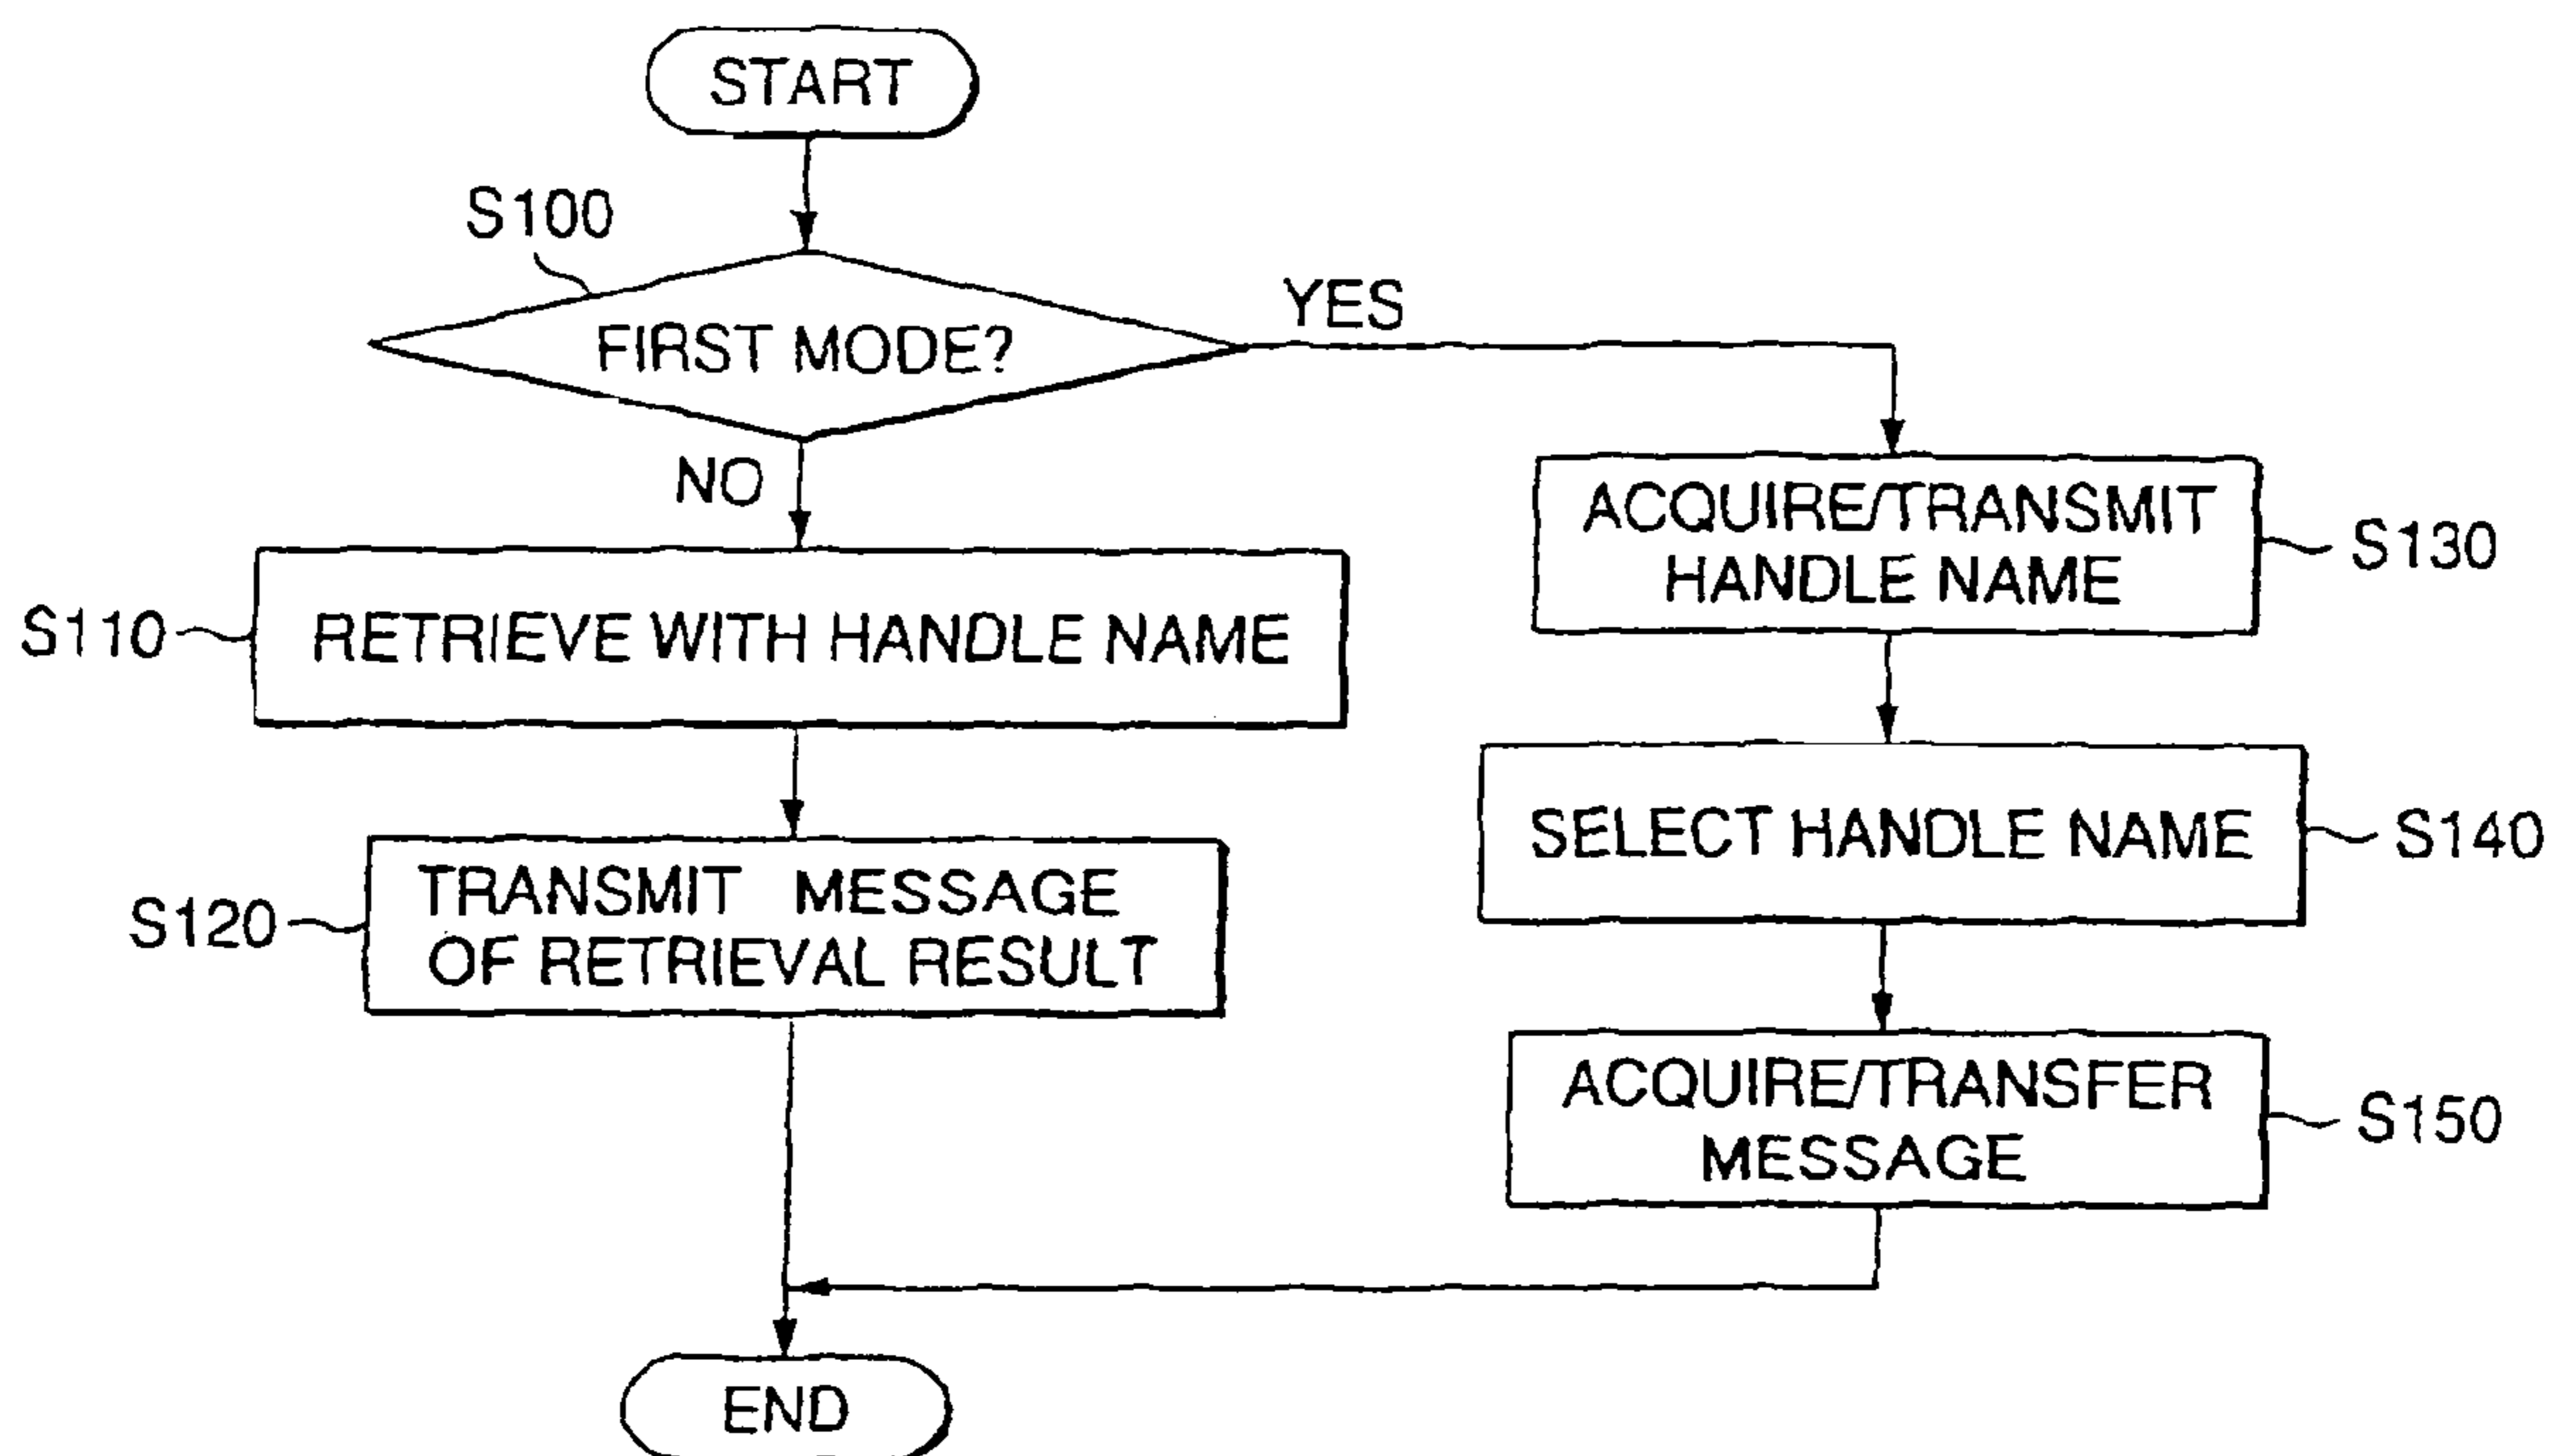 START
S100
FIRST MODE?
YES
NO
S110
RETRIEVE WITH HANDLE NAME
S120
TRANSMIT MESSAGE
OF RETRIEVAL RESULT
ACQUIRE/TRANSMIT
HANDLE NAME
S130
SELECT HANDLE NAME
S140
ACQUIRE/TRANSFER
MESSAGE
S150
END